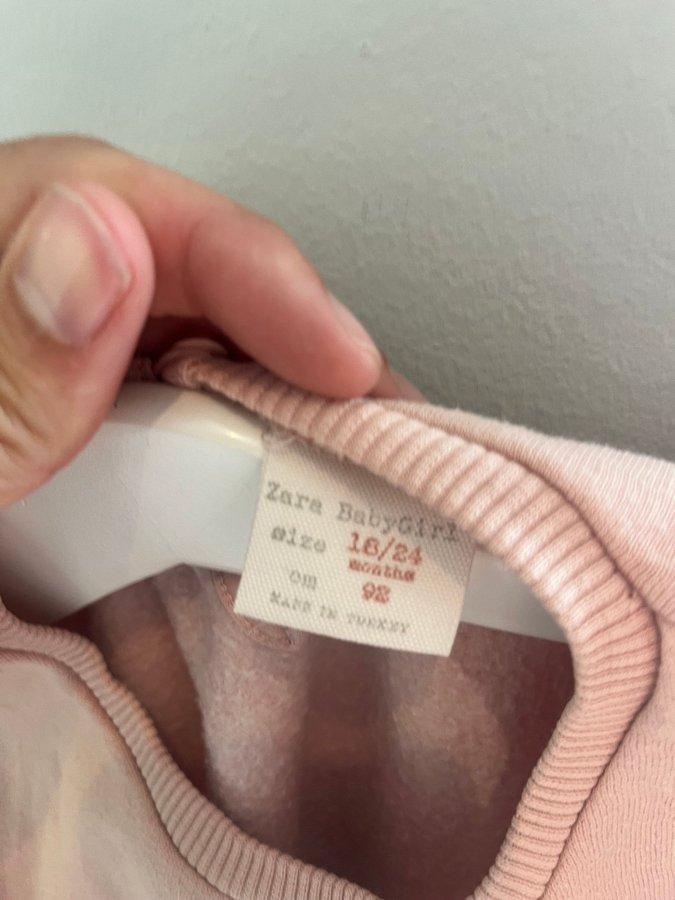 Zara BabyGirl
size 18/24
months
cm 92
MADE IN TURKEY